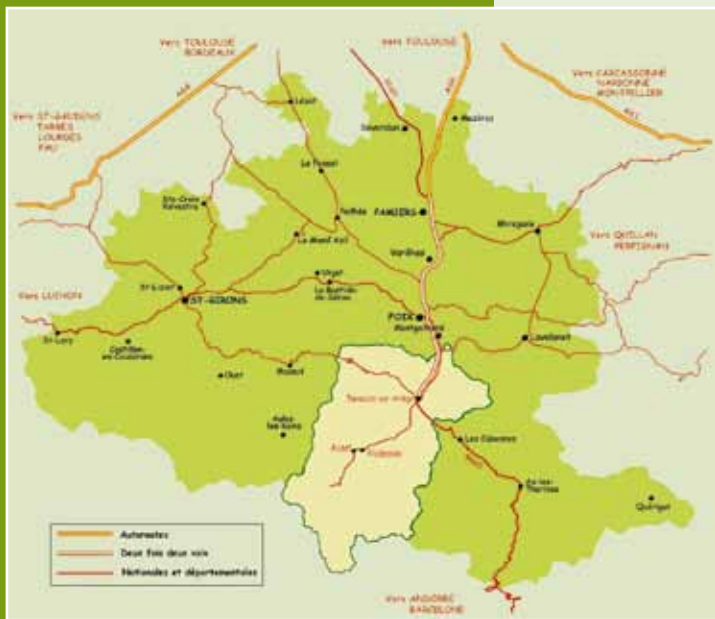 Vers TOULOUSE
BORDEAUX
vers TOULOUSE
Vers CARCASSONNE
NARBONNE
MONTPELLIER
Vers ST-GAUDENS
TARBES
LOURDES
PAU
A64
A66
A61
Lézat
Saverdun
Mazères
Le Fossat
Ste-Croix
Volvestre
Pailhès
PAMIERS
Le Mas d'Azil
Mirepoix
Varilhes
Vers QUILLAN
PERPIGNAN
St-Lizier
La Bastide
de-Sérou
Vers LUCHON
ST-GIRONS
FOIX
Montgaillard
St-Lary
Castillon
en-Couserans
Lavelanet
Massat
Oust
Tarascon sur Ariège
Aulus
les Bains
Les Cabannes
Auzat
Vicdessos
Ax-les-
Thermes
Quérigut
Autoroutes
Deux fois deux voies
Nationales et départementales
Vers ANDORRE
BARCELONE